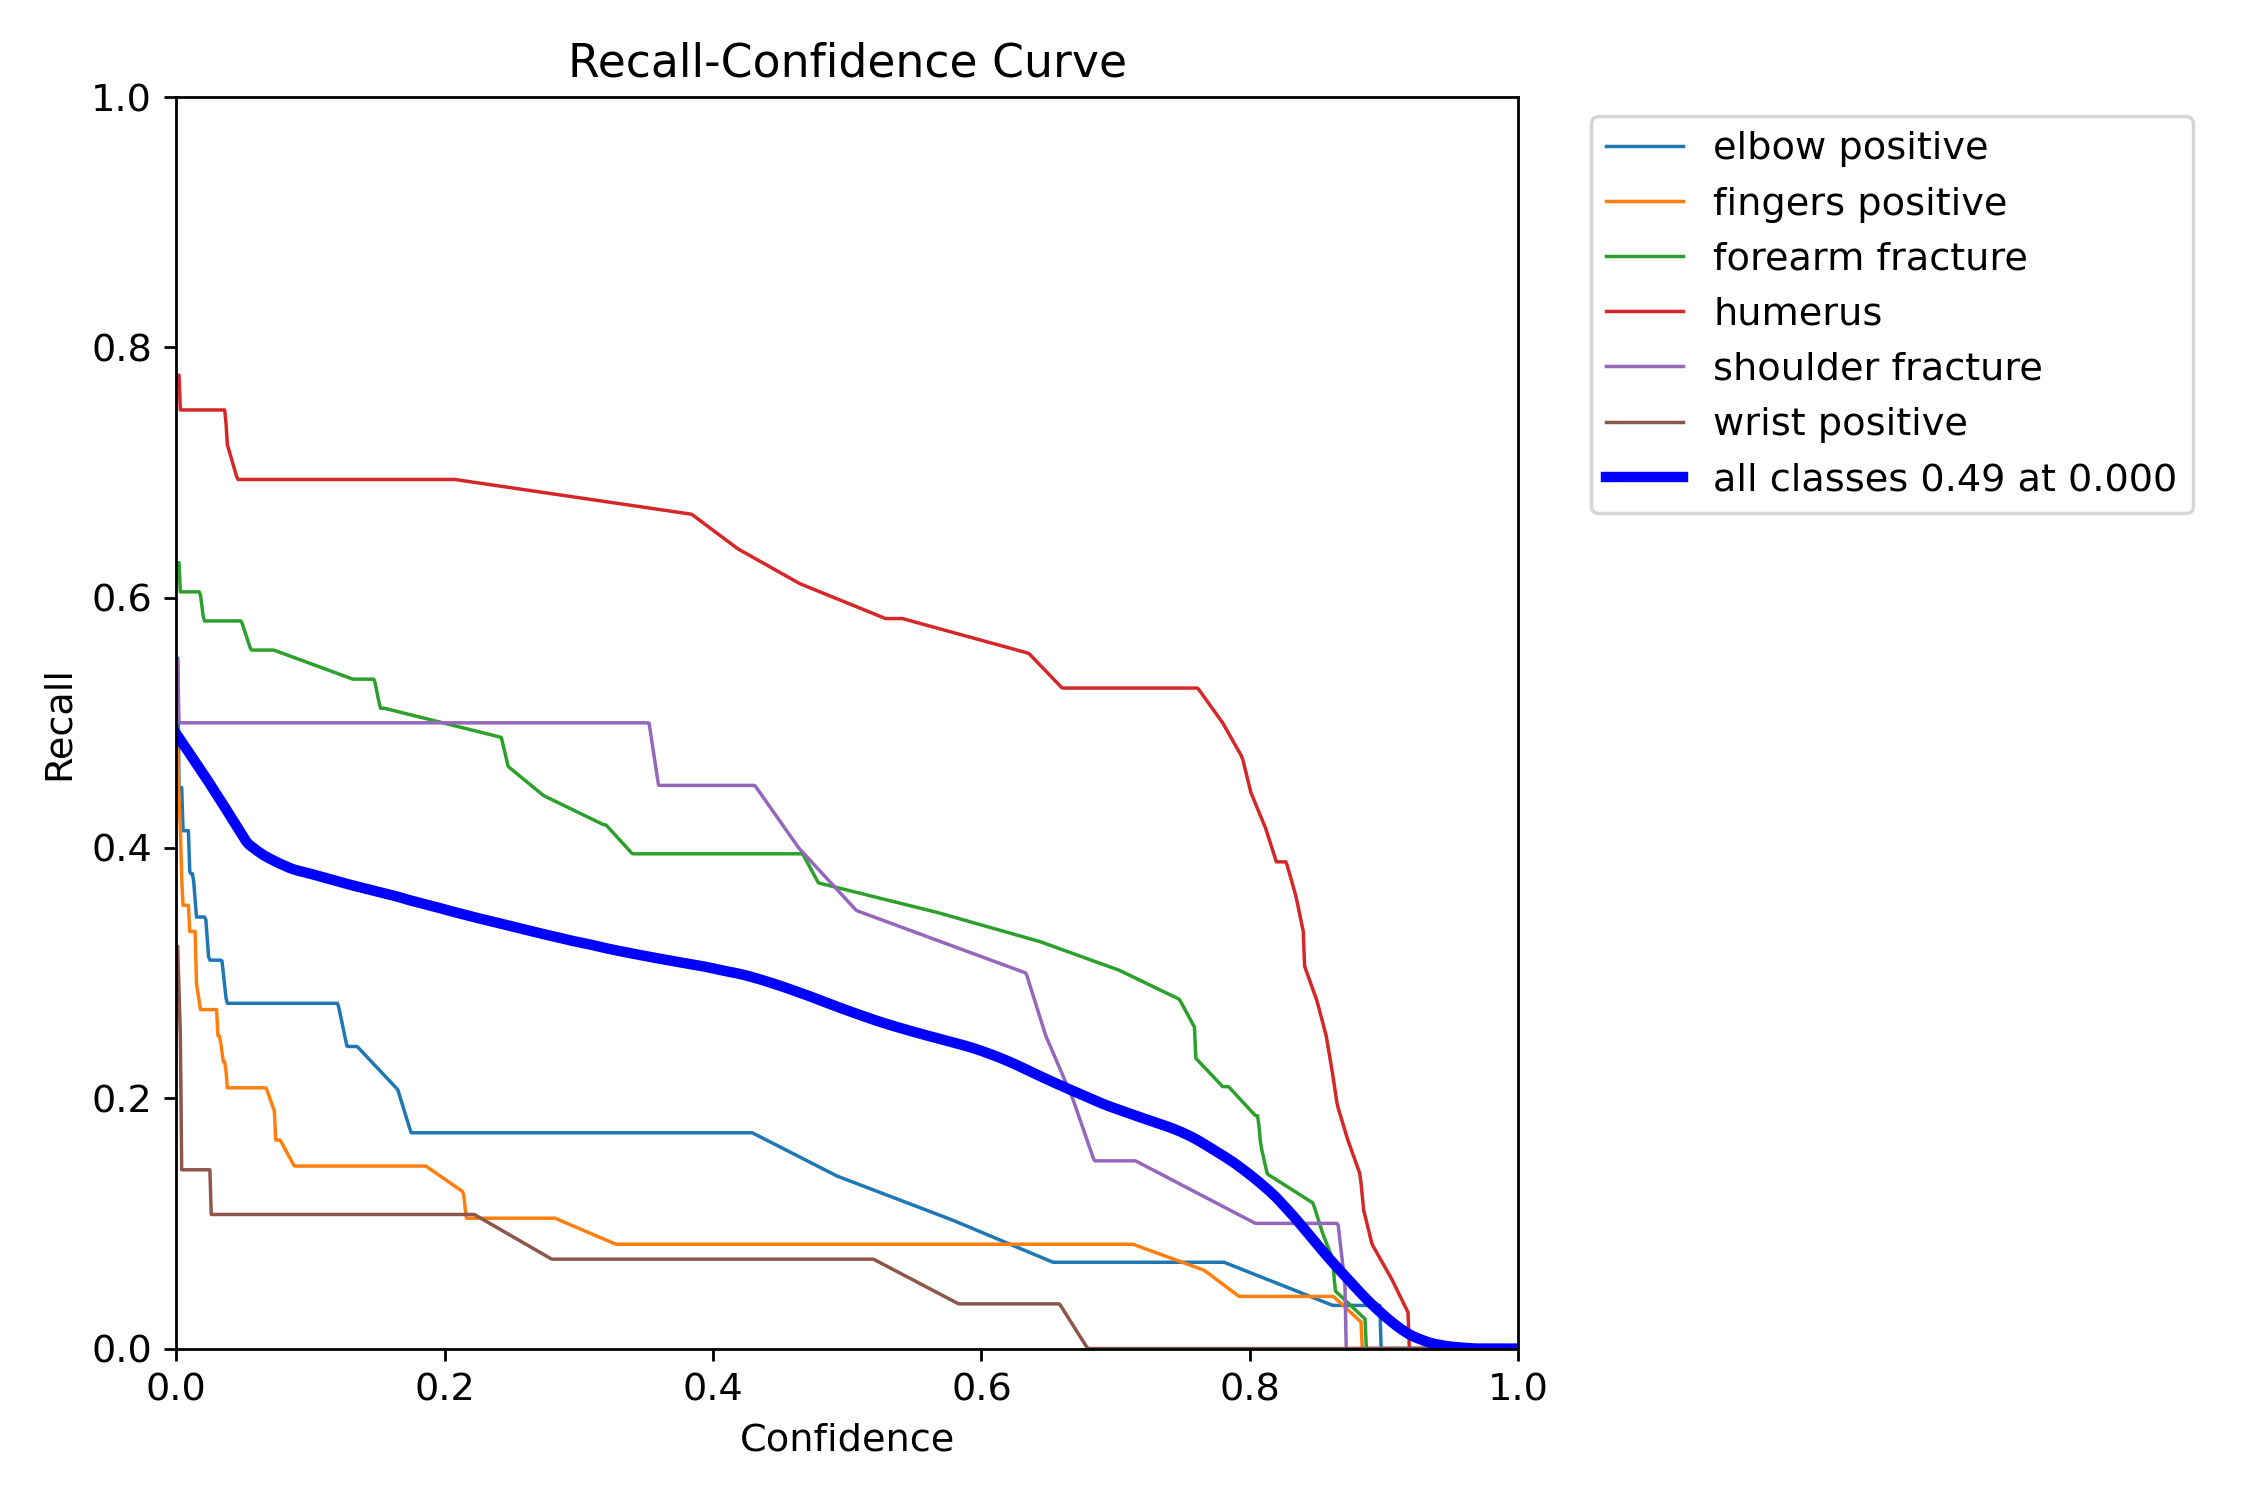 Recall-Confidence Curve
1.0
0.8
0.6
0.4
0.2
0.0
Recall
0.0 0.2 0.4 0.6 0.8 1.0
Confidence
elbow positive
fingers positive
forearm fracture
humerus
shoulder fracture
wrist positive
all classes 0.49 at 0.000